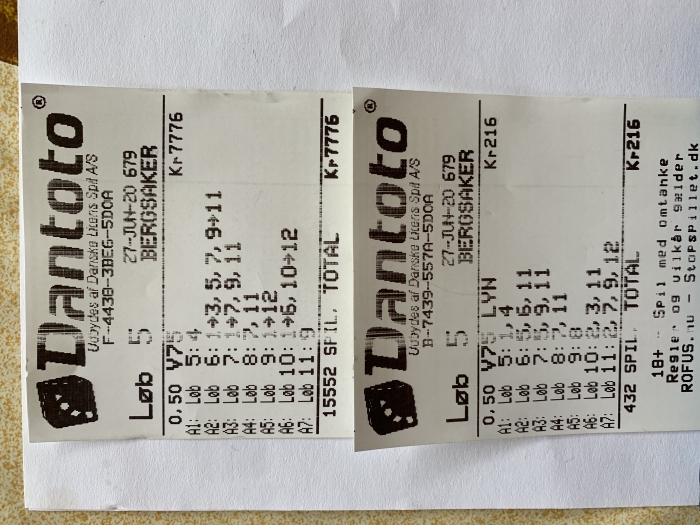 Dantoto®
Udbydes af Danske Licens Spil A/S
F-4438-3BE6-5D0A
27-JUN-20 679
Løb 5 BERGSAKER
0,50 V75 Kr7776
A1: Løb 5: 4
A2: Løb 6: 1→3, 5, 7, 9→11
A3: Løb 7: 1→7, 9, 11
A4: Løb 8: 7, 11
A5: Løb 9: 1→12
A6: Løb 10: 1→6, 10→12
A7: Løb 11: 9
15552 SPIL, TOTAL Kr7776
Dantoto®
Udbydes af Danske Licens Spil A/S
B-7439-557A-5D0A
27-JUN-20 679
Løb 5 BERGSAKER
0,50 V75 LYN Kr216
A1: Løb 5: 1, 4
A2: Løb 6: 5, 6, 11
A3: Løb 7: 5, 9, 11
A4: Løb 8: 7, 11
A5: Løb 9: 8
A6: Løb 10: 2, 3, 11
A7: Løb 11: 2, 7, 9, 12
432 SPIL, TOTAL Kr216
18+ - Spil med omtanke
Regler og vilkår gælder
ROFUS.nu StopSpillet.dk